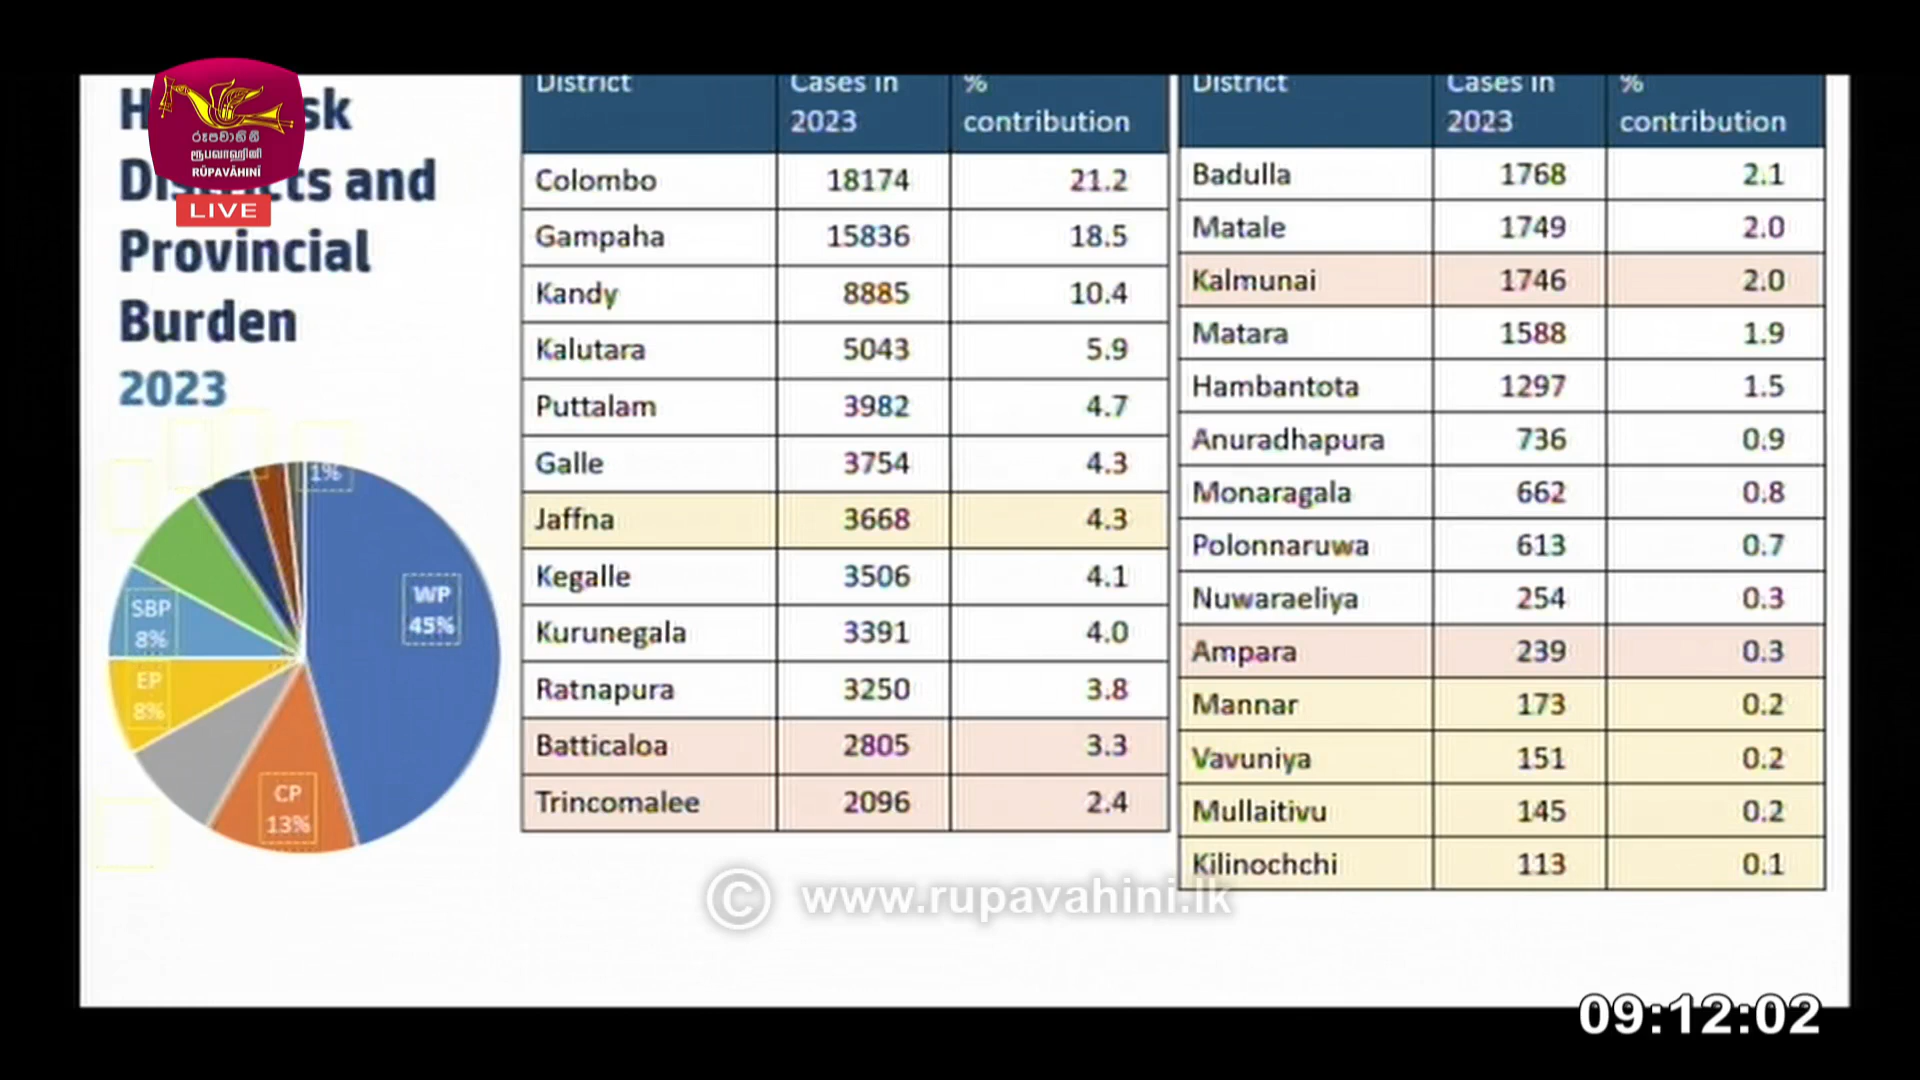 රූපවාහිනී
ரூபவாஹினி
RŪPAVĀHINĪ
LIVE
Districts and
Provincial
Burden
2023
1%
WP
45%
SBP
8%
EP
8%
CP
13%
District Cases in 2023 % contribution
Colombo 18174 21.2
Gampaha 15836 18.5
Kandy 8885 10.4
Kalutara 5043 5.9
Puttalam 3982 4.7
Galle 3754 4.3
Jaffna 3668 4.3
Kegalle 3506 4.1
Kurunegala 3391 4.0
Ratnapura 3250 3.8
Batticaloa 2805 3.3
Trincomalee 2096 2.4
District Cases in 2023 % contribution
Badulla 1768 2.1
Matale 1749 2.0
Kalmunai 1746 2.0
Matara 1588 1.9
Hambantota 1297 1.5
Anuradhapura 736 0.9
Monaragala 662 0.8
Polonnaruwa 613 0.7
Nuwaraeliya 254 0.3
Ampara 239 0.3
Mannar 173 0.2
Vavuniya 151 0.2
Mullaitivu 145 0.2
Kilinochchi 113 0.1
© www.rupavahini.lk
09:12:02